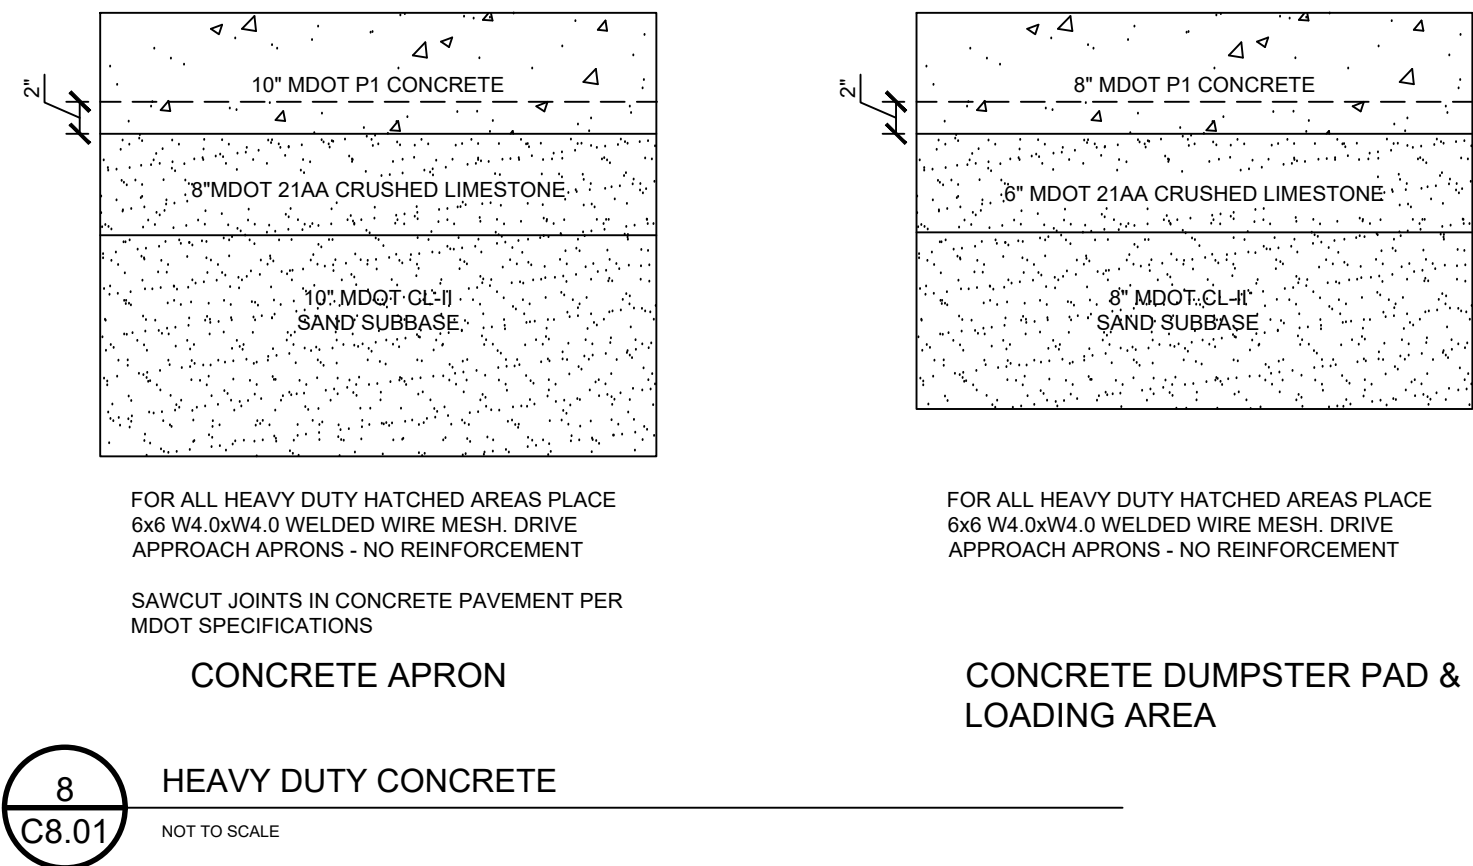 2"
10" MDOT P1 CONCRETE
8"MDOT 21AA CRUSHED LIMESTONE
10" MDOT CL-II
SAND SUBBASE
FOR ALL HEAVY DUTY HATCHED AREAS PLACE
6x6 W4.0xW4.0 WELDED WIRE MESH. DRIVE
APPROACH APRONS - NO REINFORCEMENT
SAWCUT JOINTS IN CONCRETE PAVEMENT PER
MDOT SPECIFICATIONS
CONCRETE APRON
2"
8" MDOT P1 CONCRETE
6" MDOT 21AA CRUSHED LIMESTONE
8" MDOT CL-II
SAND SUBBASE
FOR ALL HEAVY DUTY HATCHED AREAS PLACE
6x6 W4.0xW4.0 WELDED WIRE MESH. DRIVE
APPROACH APRONS - NO REINFORCEMENT
CONCRETE DUMPSTER PAD &
LOADING AREA
8
C8.01
HEAVY DUTY CONCRETE
NOT TO SCALE